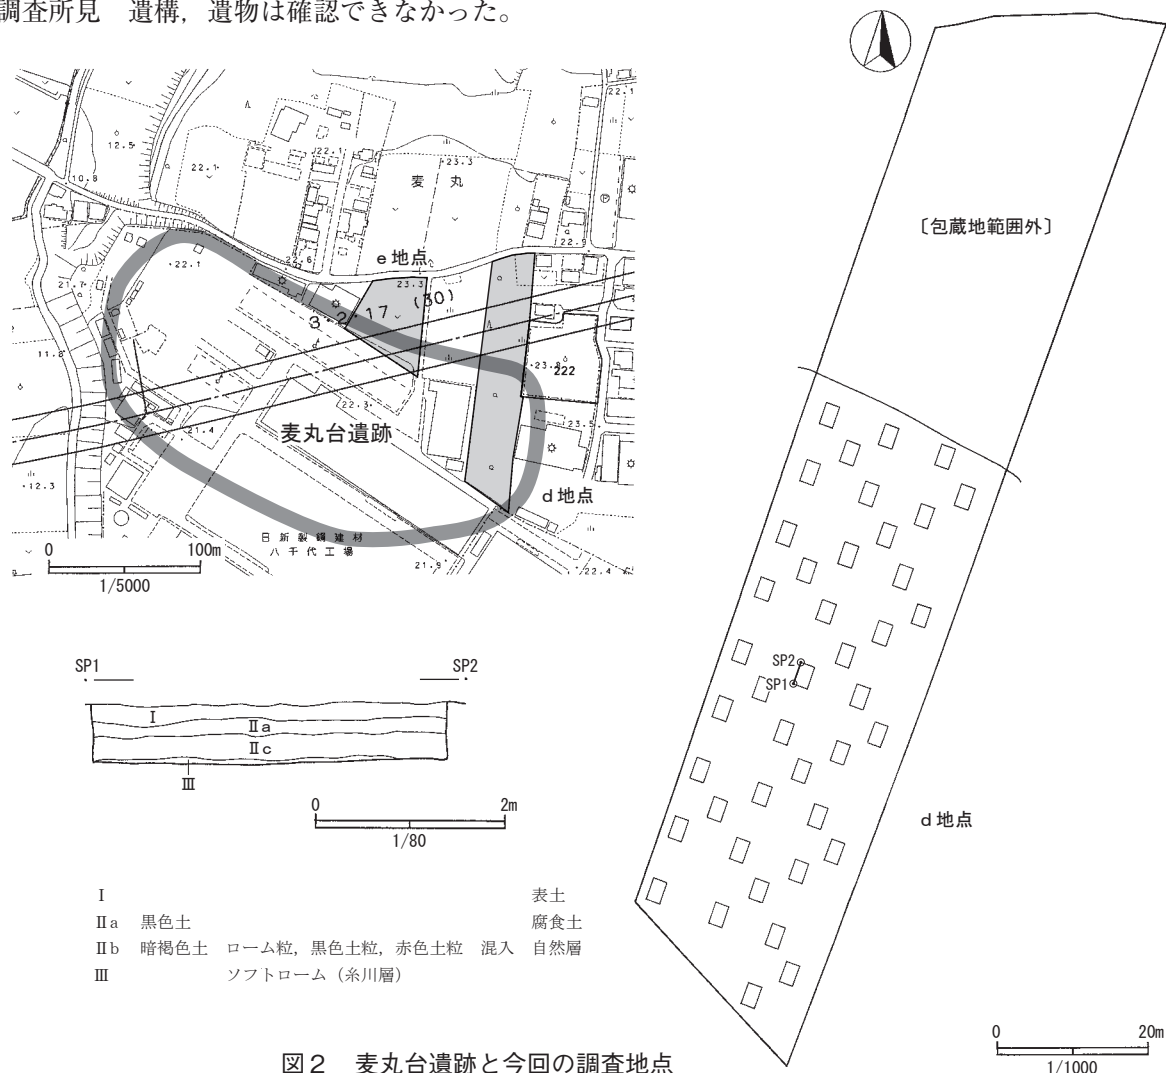 調査所見　遺構，遺物は確認できなかった。
〔包蔵地範囲外〕
22.1
12.5
10.8
22.1
22.1
23.3
麦丸
22.9
22.6
e地点
22.1
23.3
21.7
3・2・17 (30)
11.8
222
22.3
麦丸台遺跡
21.4
23.5
12.3
d地点
日新製鋼建材
八千代工場
21.9
22.4
0 100m
1/5000
SP1 SP2
Ⅰ
Ⅱa
Ⅱc
Ⅲ
0 2m
1/80
Ⅰ 表土
Ⅱa 黒色土 腐食土
Ⅱb 暗褐色土 ローム粒，黒色土粒，赤色土粒 混入 自然層
Ⅲ ソフトローム（糸川層）
SP2
SP1
d地点
0 20m
1/1000
図２　麦丸台遺跡と今回の調査地点